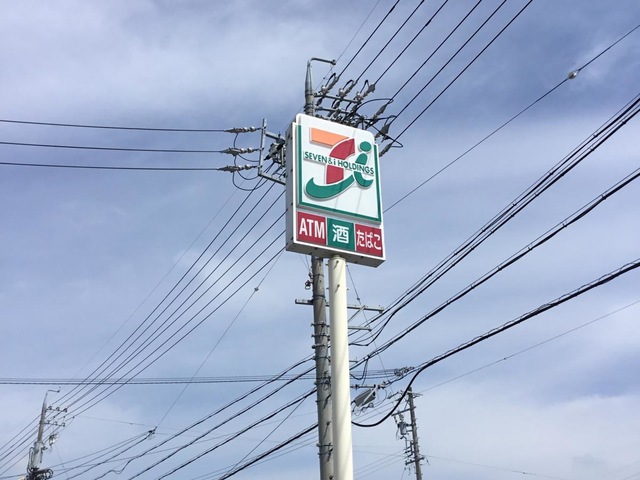 SEVEN & i HOLDINGS
ATM 酒 たばこ